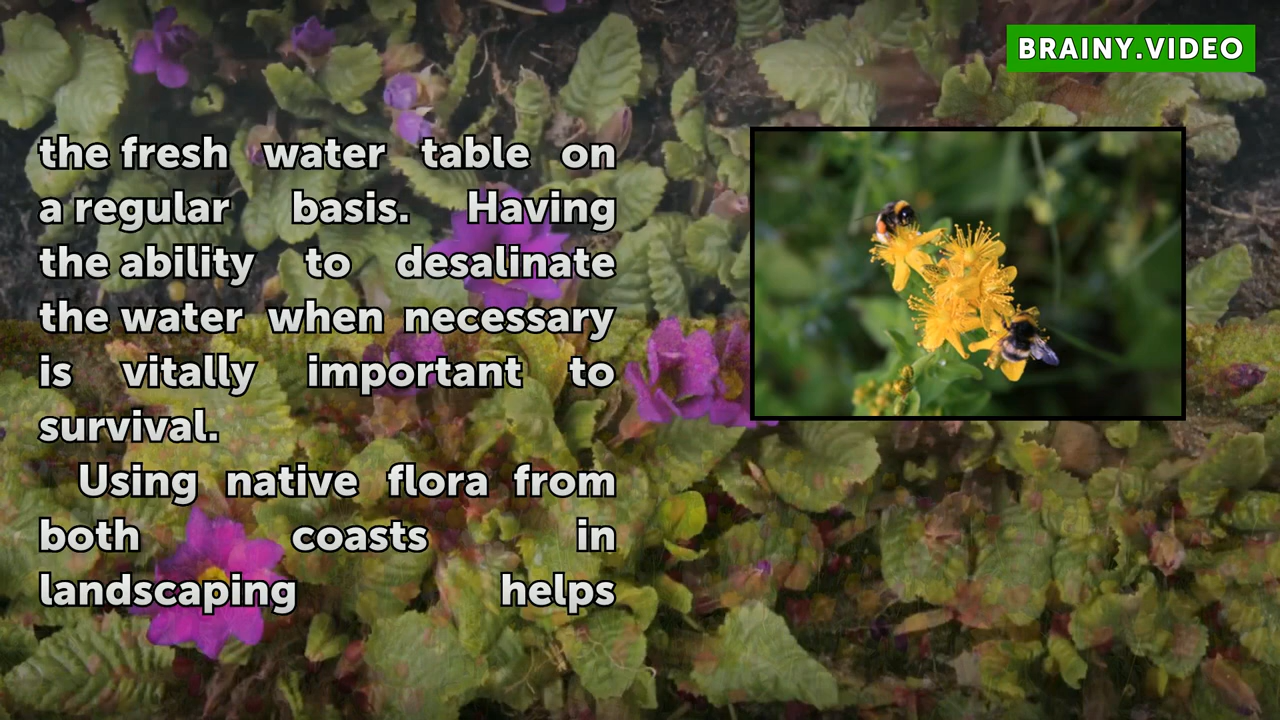 BRAINY.VIDEO
the fresh water table on
a regular basis. Having
the ability to desalinate
the water when necessary
is vitally important to
survival.
Using native flora from
both coasts in
landscaping helps